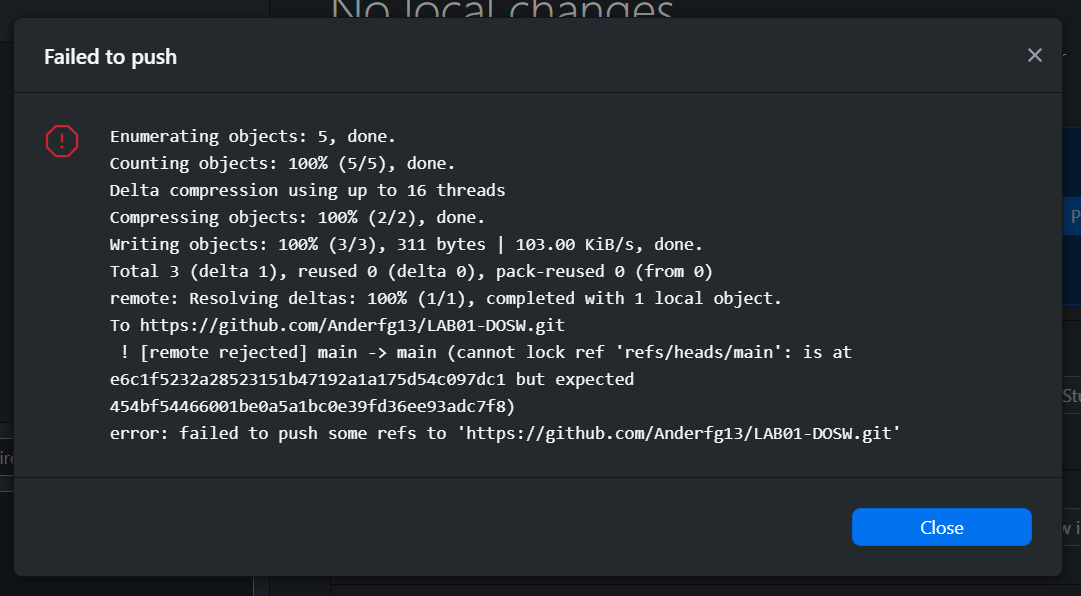 No local changes
Failed to push
Enumerating objects: 5, done.
Counting objects: 100% (5/5), done.
Delta compression using up to 16 threads
Compressing objects: 100% (2/2), done.
Writing objects: 100% (3/3), 311 bytes | 103.00 KiB/s, done.
Total 3 (delta 1), reused 0 (delta 0), pack-reused 0 (from 0)
remote: Resolving deltas: 100% (1/1), completed with 1 local object.
To https://github.com/Anderfg13/LAB01-DOSW.git
! [remote rejected] main -> main (cannot lock ref 'refs/heads/main': is at
e6c1f5232a28523151b47192a1a175d54c097dc1 but expected
454bf54466001be0a5a1bc0e39fd36ee93adc7f8)
error: failed to push some refs to 'https://github.com/Anderfg13/LAB01-DOSW.git'
Close